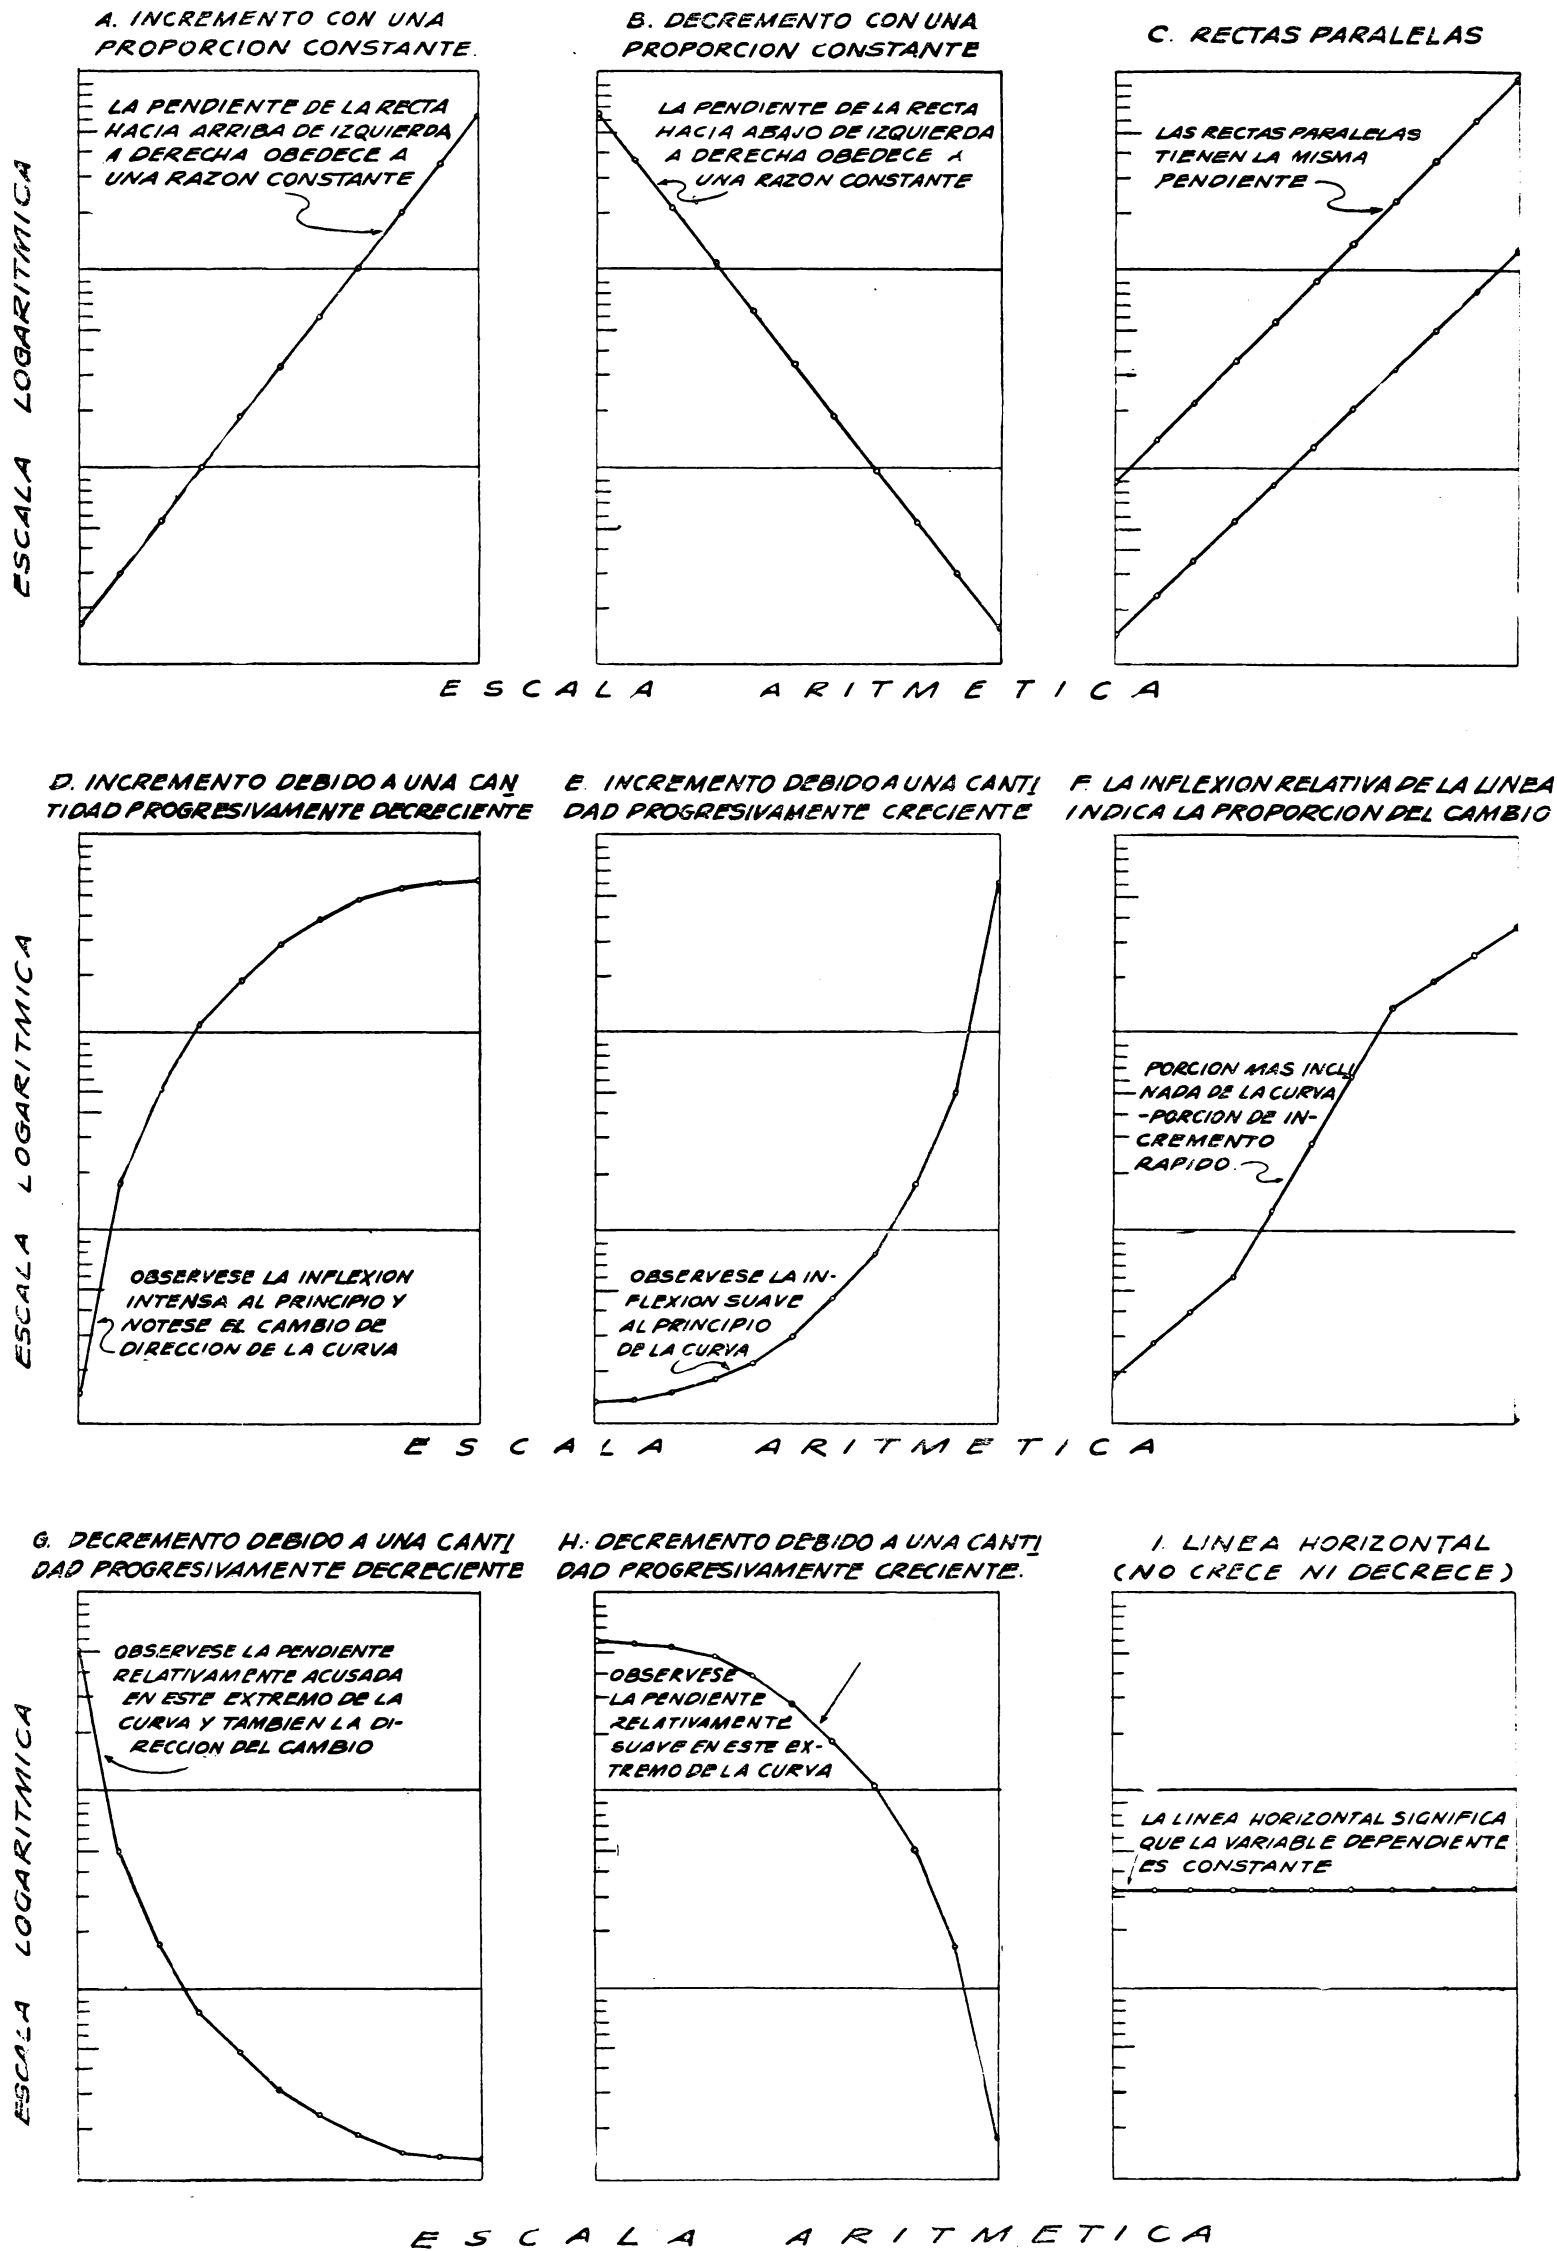 A. INCREMENTO CON UNA
PROPORCION CONSTANTE.
LA PENDIENTE DE LA RECTA
HACIA ARRIBA DE IZQUIERDA
A DERECHA OBEDECE A
UNA RAZON CONSTANTE
B. DECREMENTO CON UNA
PROPORCION CONSTANTE
LA PENDIENTE DE LA RECTA
HACIA ABAJO DE IZQUIERDA
A DERECHA OBEDECE A
UNA RAZON CONSTANTE
C. RECTAS PARALELAS
LAS RECTAS PARALELAS
TIENEN LA MISMA
PENDIENTE
ESCALA LOGARITMICA
ESCALA ARITMETICA
D. INCREMENTO DEBIDO A UNA CAN
TIDAD PROGRESIVAMENTE DECRECIENTE
OBSERVESE LA INFLEXION
INTENSA AL PRINCIPIO Y
NOTESE EL CAMBIO DE
DIRECCION DE LA CURVA
E. INCREMENTO DEBIDO A UNA CANTI
DAD PROGRESIVAMENTE CRECIENTE
OBSERVESE LA IN-
FLEXION SUAVE
AL PRINCIPIO
DE LA CURVA
F. LA INFLEXION RELATIVA DE LA LINEA
INDICA LA PROPORCION DEL CAMBIO
PORCION MAS INCLI
NADA DE LA CURVA
-PORCION DE IN-
CREMENTO
RAPIDO.
ESCALA LOGARITMICA
ESCALA ARITMETICA
G. DECREMENTO DEBIDO A UNA CANTI
DAD PROGRESIVAMENTE DECRECIENTE
OBSERVESE LA PENDIENTE
RELATIVAMENTE ACUSADA
EN ESTE EXTREMO DE LA
CURVA Y TAMBIEN LA DI-
RECCION DEL CAMBIO
H. DECREMENTO DEBIDO A UNA CANTI
DAD PROGRESIVAMENTE CRECIENTE.
OBSERVESE
LA PENDIENTE
RELATIVAMENTE
SUAVE EN ESTE EX-
TREMO DE LA CURVA
I. LINEA HORIZONTAL
(NO CRECE NI DECRECE)
LA LINEA HORIZONTAL SIGNIFICA
QUE LA VARIABLE DEPENDIENTE
ES CONSTANTE
ESCALA LOGARITMICA
ESCALA ARITMETICA